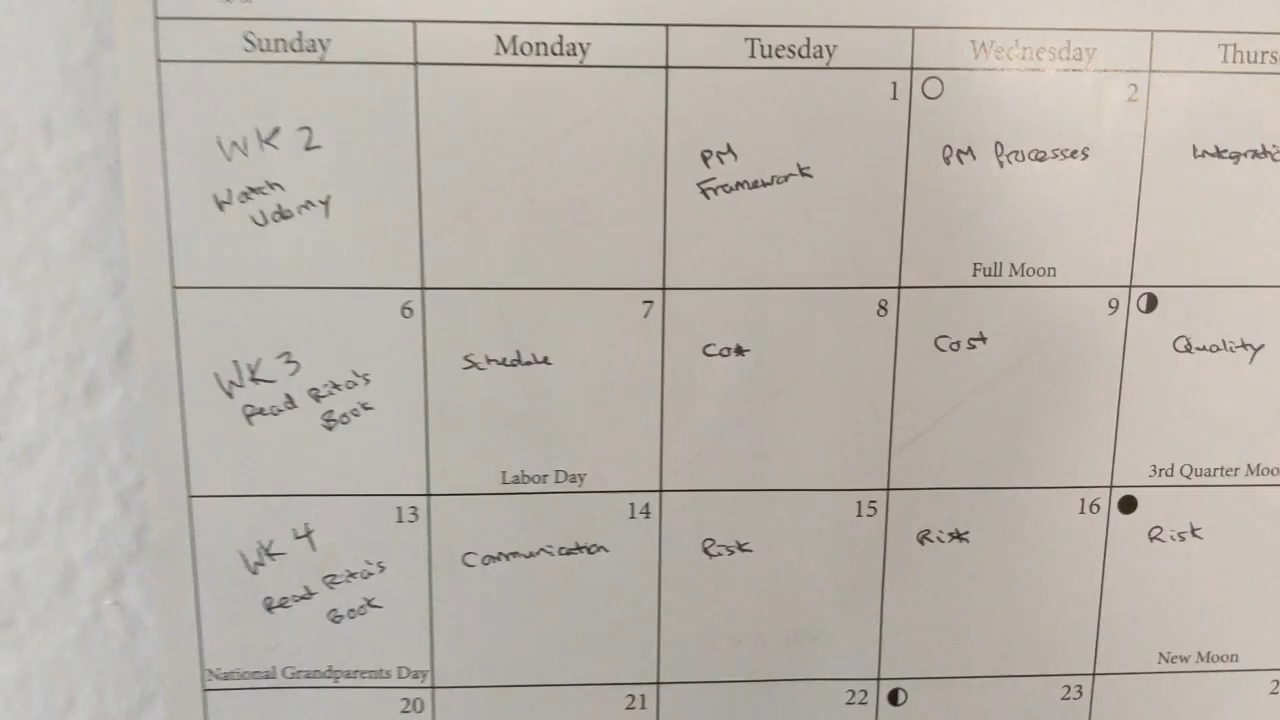 Sunday Monday Tuesday Wednesday Thurs
1 2
WK 2 PM PM Processes
Watch Framework
Udemy
Full Moon
6 7 8 9
WK 3 Schedule Cost Cost Quality
Read Rita's
Book
Labor Day 3rd Quarter Moo
13 14 15 16
WK 4 Communication Risk Risk Risk
Read Rita's
Book
National Grandparents Day New Moon
20 21 22 23 2